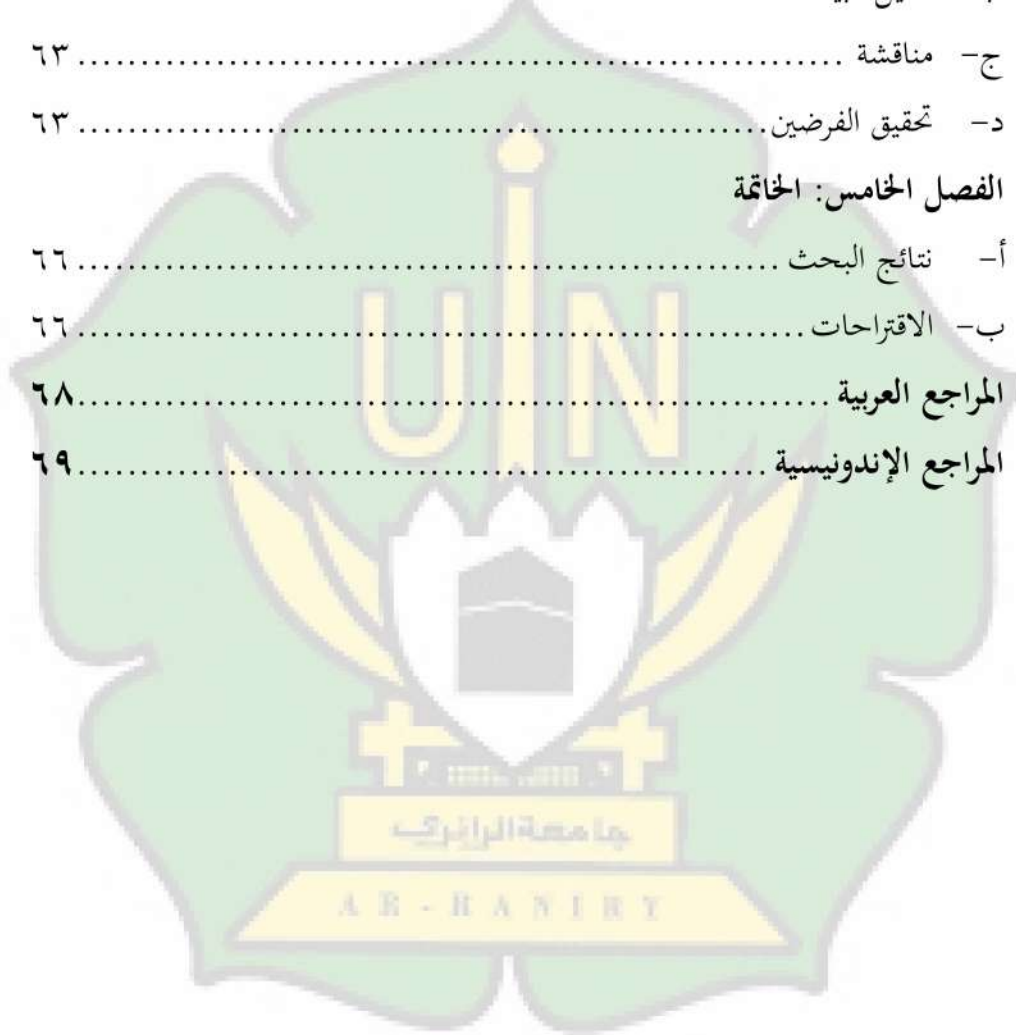 ج- مناقشة ........................................................... ٦٣
د- تحقيق الفرضين ..................................................... ٦٣
الفصل الخامس: الخاتمة
أ- نتائج البحث ....................................................... ٦٦
ب- الاقتراحات ....................................................... ٦٦
المراجع العربية ........................................................ ٦٨
المراجع الإندونيسية .................................................... ٦٩
UIN
جامعة الرانري
AR-RANIRY